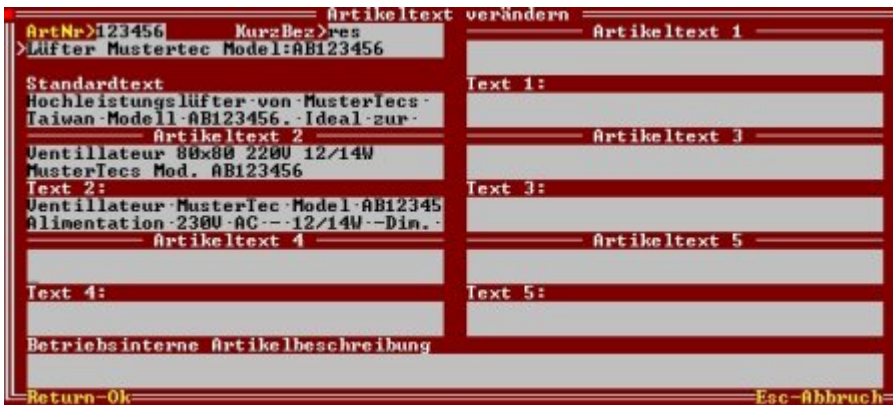 Artikeltext verändern
ArtNr>123456 KurzBez>res
>Lüfter Mustertec Model:AB123456
Artikeltext 1
Standardtext
Hochleistungslüfter·von·MusterTecs·
Taiwan·Modell·AB123456.·Ideal·zur·
Text 1:
Artikeltext 2
Ventillateur 80x80 220V 12/14W
MusterTecs Mod. AB123456
Artikeltext 3
Text 2:
Ventillateur·MusterTec·Model·AB12345
Alimentation·230V·AC·-·12/14W·-Dim.·
Text 3:
Artikeltext 4
Artikeltext 5
Text 4:
Text 5:
Betriebsinterne Artikelbeschreibung
Return-Ok Esc-Abbruch